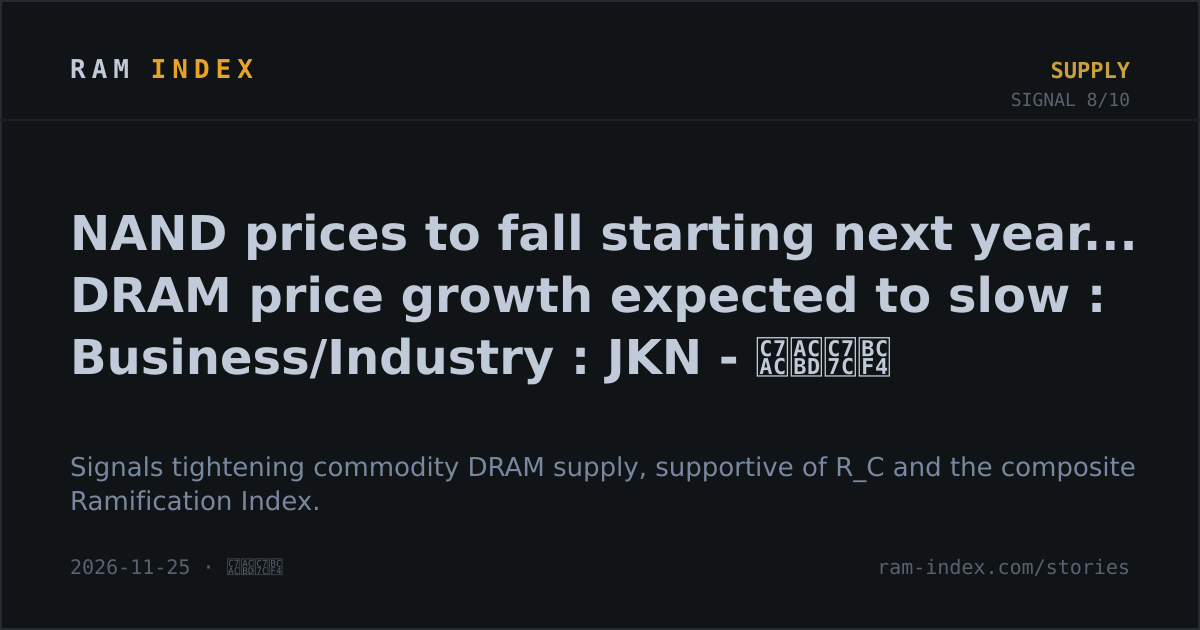 RAM INDEX
SUPPLY
SIGNAL 8/10
NAND prices to fall starting next year...
DRAM price growth expected to slow :
Business/Industry : JKN -
Signals tightening commodity DRAM supply, supportive of R_C and the composite
Ramification Index.
2026-11-25 ·
ram-index.com/stories